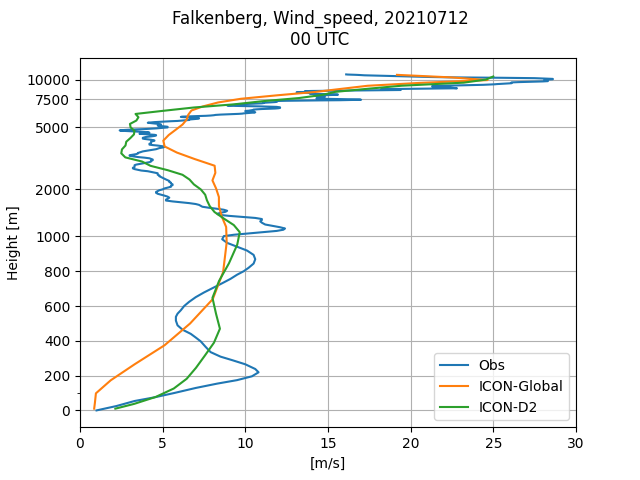 Falkenberg, Wind_speed, 20210712
00 UTC
10000
7500
5000
2000
1000
800
600
400
200
0
Height [m]
0 5 10 15 20 25 30
[m/s]
Obs
ICON-Global
ICON-D2